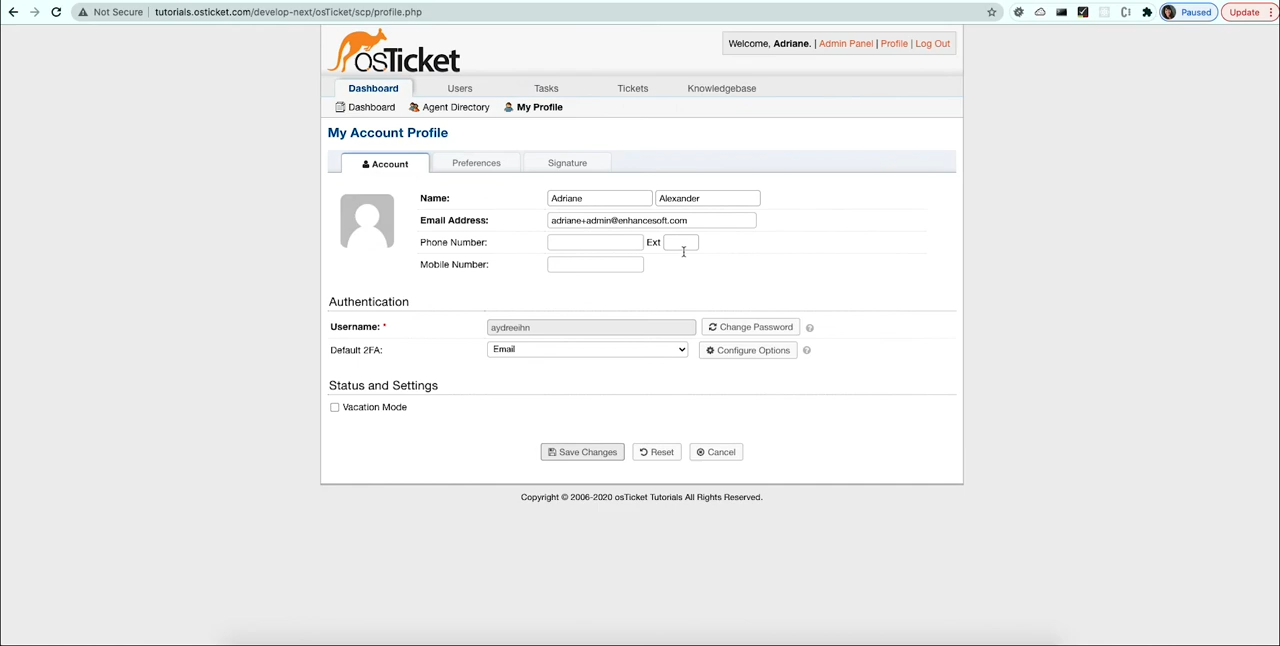 Not Secure tutorials.osticket.com/develop-next/osTicket/scp/profile.php Paused Update
osTicket
Welcome, Adriane. | Admin Panel | Profile | Log Out
Dashboard Users Tasks Tickets Knowledgebase
Dashboard Agent Directory My Profile
My Account Profile
Account Preferences Signature
Name: Adriane Alexander
Email Address: adriane+admin@enhancesoft.com
Phone Number: Ext
Mobile Number:
Authentication
Username: * aydreeihn Change Password
Default 2FA: Email Configure Options
Status and Settings
Vacation Mode
Save Changes Reset Cancel
Copyright © 2006-2020 osTicket Tutorials All Rights Reserved.